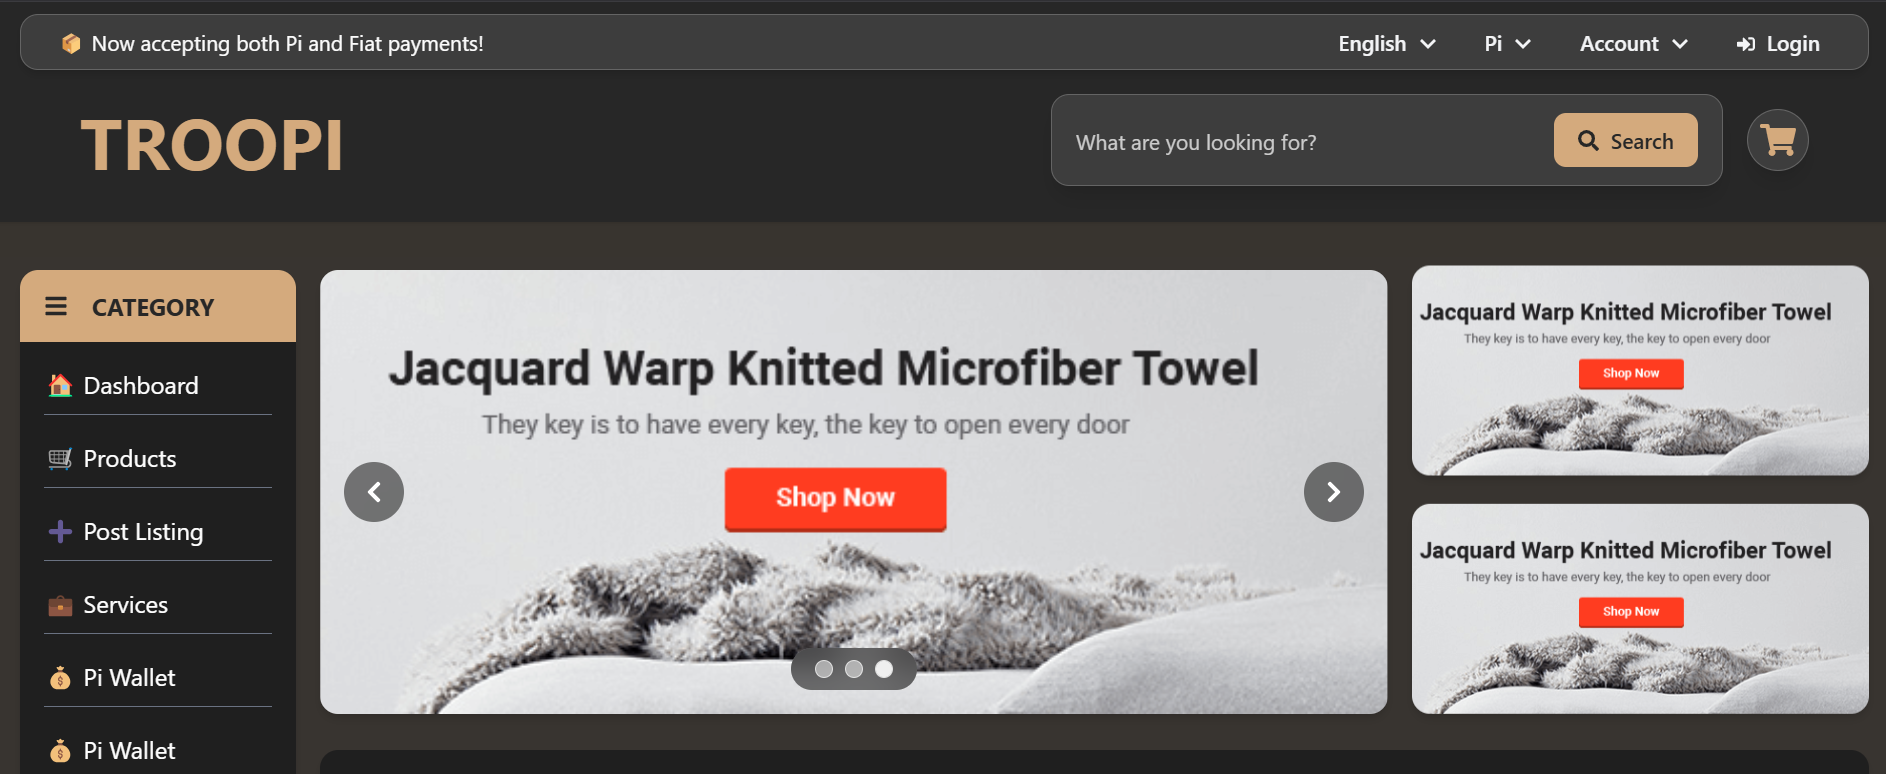 Now accepting both Pi and Fiat payments!
English
Pi
Account
Login
TROOPI
What are you looking for?
Search
CATEGORY
Dashboard
Products
Post Listing
Services
Pi Wallet
Pi Wallet
Jacquard Warp Knitted Microfiber Towel
They key is to have every key, the key to open every door
Shop Now
Jacquard Warp Knitted Microfiber Towel
They key is to have every key, the key to open every door
Shop Now
Jacquard Warp Knitted Microfiber Towel
They key is to have every key, the key to open every door
Shop Now